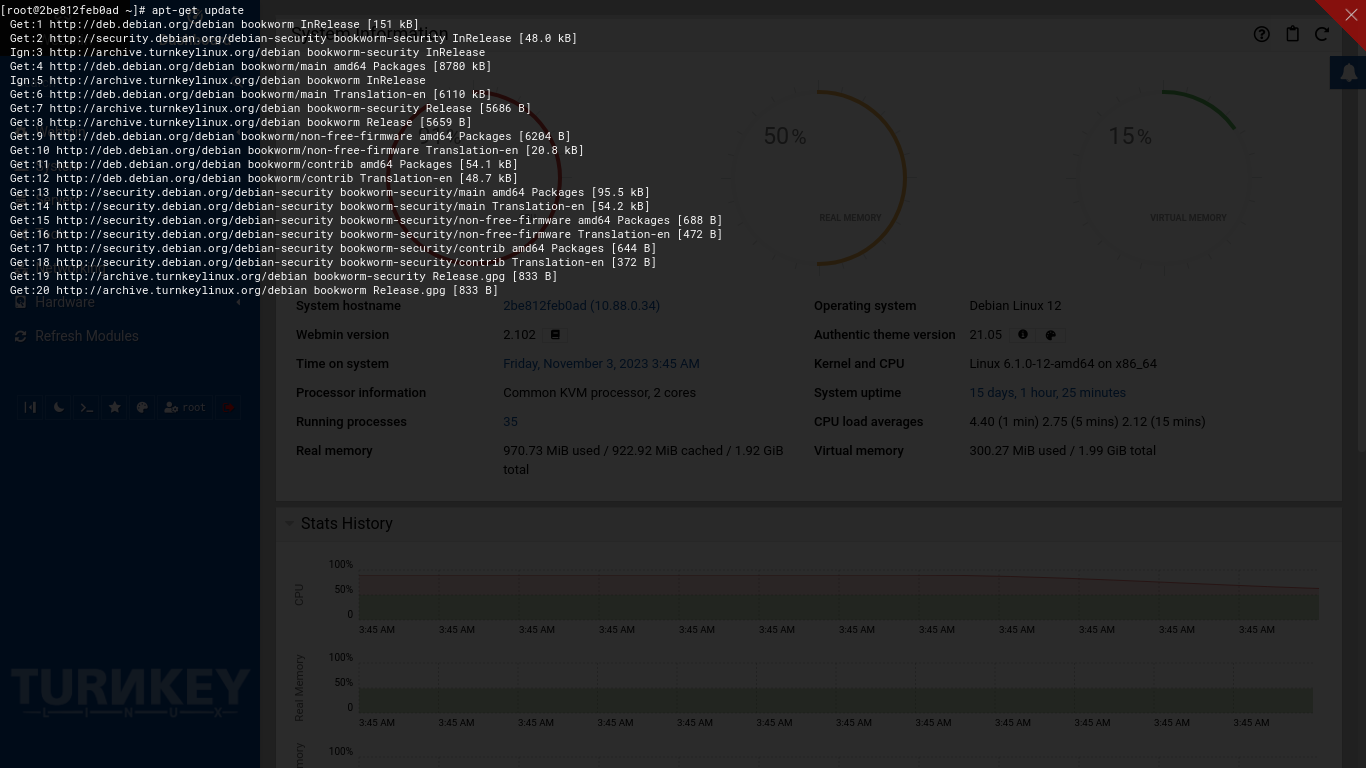 [root@2be812feb0ad ~]# apt-get update
Get:1 http://deb.debian.org/debian bookworm InRelease [151 kB]
Get:2 http://security.debian.org/debian-security bookworm-security InRelease [48.0 kB]
Ign:3 http://archive.turnkeylinux.org/debian bookworm-security InRelease
Get:4 http://deb.debian.org/debian bookworm/main amd64 Packages [8780 kB]
Ign:5 http://archive.turnkeylinux.org/debian bookworm InRelease
Get:6 http://deb.debian.org/debian bookworm/main Translation-en [6110 kB]
Get:7 http://archive.turnkeylinux.org/debian bookworm-security Release [5686 B]
Get:8 http://archive.turnkeylinux.org/debian bookworm Release [5659 B]
Get:9 http://deb.debian.org/debian bookworm/non-free-firmware amd64 Packages [6204 B]
Get:10 http://deb.debian.org/debian bookworm/non-free-firmware Translation-en [20.8 kB]
Get:11 http://deb.debian.org/debian bookworm/contrib amd64 Packages [54.1 kB]
Get:12 http://deb.debian.org/debian bookworm/contrib Translation-en [48.7 kB]
Get:13 http://security.debian.org/debian-security bookworm-security/main amd64 Packages [95.5 kB]
Get:14 http://security.debian.org/debian-security bookworm-security/main Translation-en [54.2 kB]
Get:15 http://security.debian.org/debian-security bookworm-security/non-free-firmware amd64 Packages [688 B]
Get:16 http://security.debian.org/debian-security bookworm-security/non-free-firmware Translation-en [472 B]
Get:17 http://security.debian.org/debian-security bookworm-security/contrib amd64 Packages [644 B]
Get:18 http://security.debian.org/debian-security bookworm-security/contrib Translation-en [372 B]
Get:19 http://archive.turnkeylinux.org/debian bookworm-security Release.gpg [833 B]
Get:20 http://archive.turnkeylinux.org/debian bookworm Release.gpg [833 B]
System Information
50%
REAL MEMORY
15%
VIRTUAL MEMORY
Networking
Hardware
Refresh Modules
root
TURNKEY
LINUX
System hostname 2be812feb0ad (10.88.0.34) Operating system Debian Linux 12
Webmin version 2.102 Authentic theme version 21.05
Time on system Friday, November 3, 2023 3:45 AM Kernel and CPU Linux 6.1.0-12-amd64 on x86_64
Processor information Common KVM processor, 2 cores System uptime 15 days, 1 hour, 25 minutes
Running processes 35 CPU load averages 4.40 (1 min) 2.75 (5 mins) 2.12 (15 mins)
Real memory 970.73 MiB used / 922.92 MiB cached / 1.92 GiB total Virtual memory 300.27 MiB used / 1.99 GiB total
Stats History
CPU
100%
50%
0
3:45 AM 3:45 AM 3:45 AM 3:45 AM 3:45 AM 3:45 AM 3:45 AM 3:45 AM 3:45 AM 3:45 AM 3:45 AM 3:45 AM
Real Memory
100%
50%
0
3:45 AM 3:45 AM 3:45 AM 3:45 AM 3:45 AM 3:45 AM 3:45 AM 3:45 AM 3:45 AM 3:45 AM 3:45 AM 3:45 AM
100%